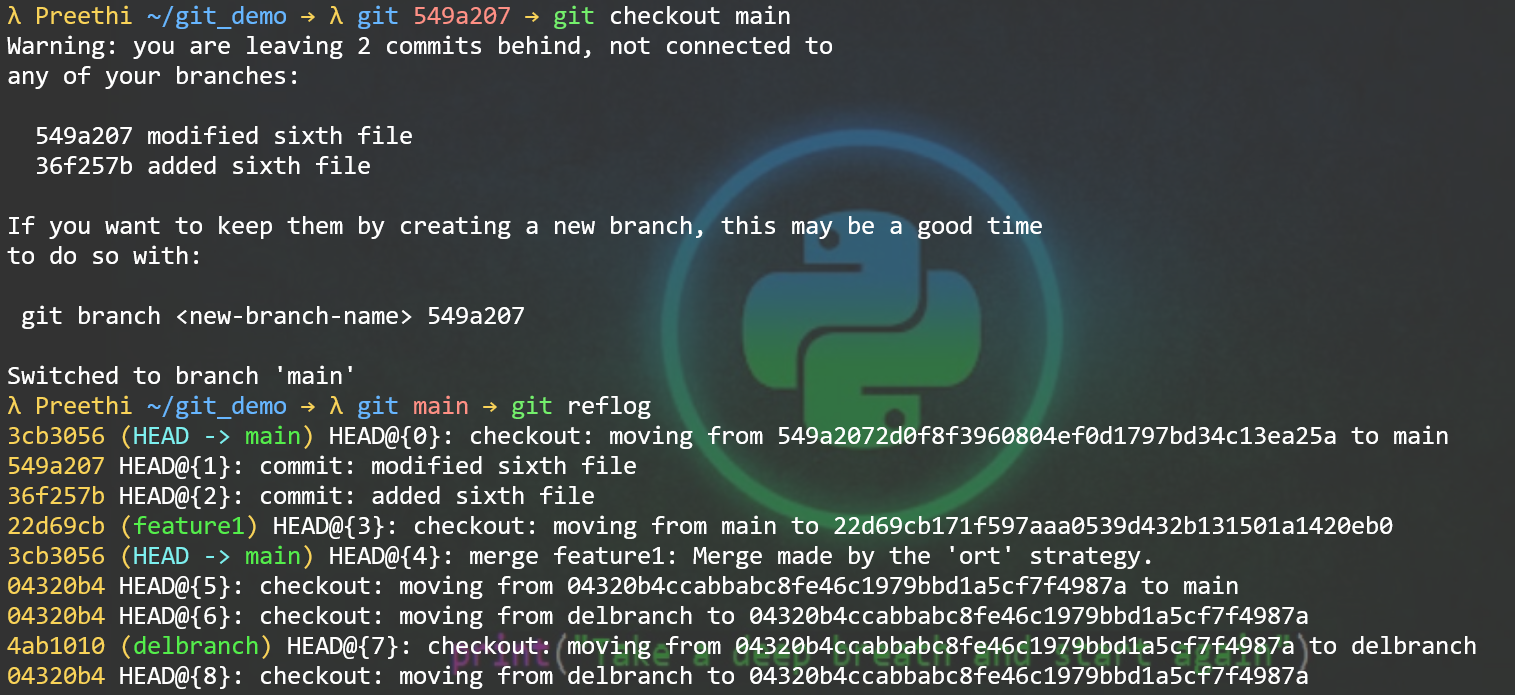 λ Preethi ~/git_demo → λ git 549a207 → git checkout main
Warning: you are leaving 2 commits behind, not connected to
any of your branches:
549a207 modified sixth file
36f257b added sixth file
If you want to keep them by creating a new branch, this may be a good time
to do so with:
git branch <new-branch-name> 549a207
Switched to branch 'main'
λ Preethi ~/git_demo → λ git main → git reflog
3cb3056 (HEAD -> main) HEAD@{0}: checkout: moving from 549a2072d0f8f3960804ef0d1797bd34c13ea25a to main
549a207 HEAD@{1}: commit: modified sixth file
36f257b HEAD@{2}: commit: added sixth file
22d69cb (feature1) HEAD@{3}: checkout: moving from main to 22d69cb171f597aaa0539d432b131501a1420eb0
3cb3056 (HEAD -> main) HEAD@{4}: merge feature1: Merge made by the 'ort' strategy.
04320b4 HEAD@{5}: checkout: moving from 04320b4ccabbabc8fe46c1979bbd1a5cf7f4987a to main
04320b4 HEAD@{6}: checkout: moving from delbranch to 04320b4ccabbabc8fe46c1979bbd1a5cf7f4987a
4ab1010 (delbranch) HEAD@{7}: checkout: moving from 04320b4ccabbabc8fe46c1979bbd1a5cf7f4987a to delbranch
print("Take a deep breath and start again")
04320b4 HEAD@{8}: checkout: moving from delbranch to 04320b4ccabbabc8fe46c1979bbd1a5cf7f4987a